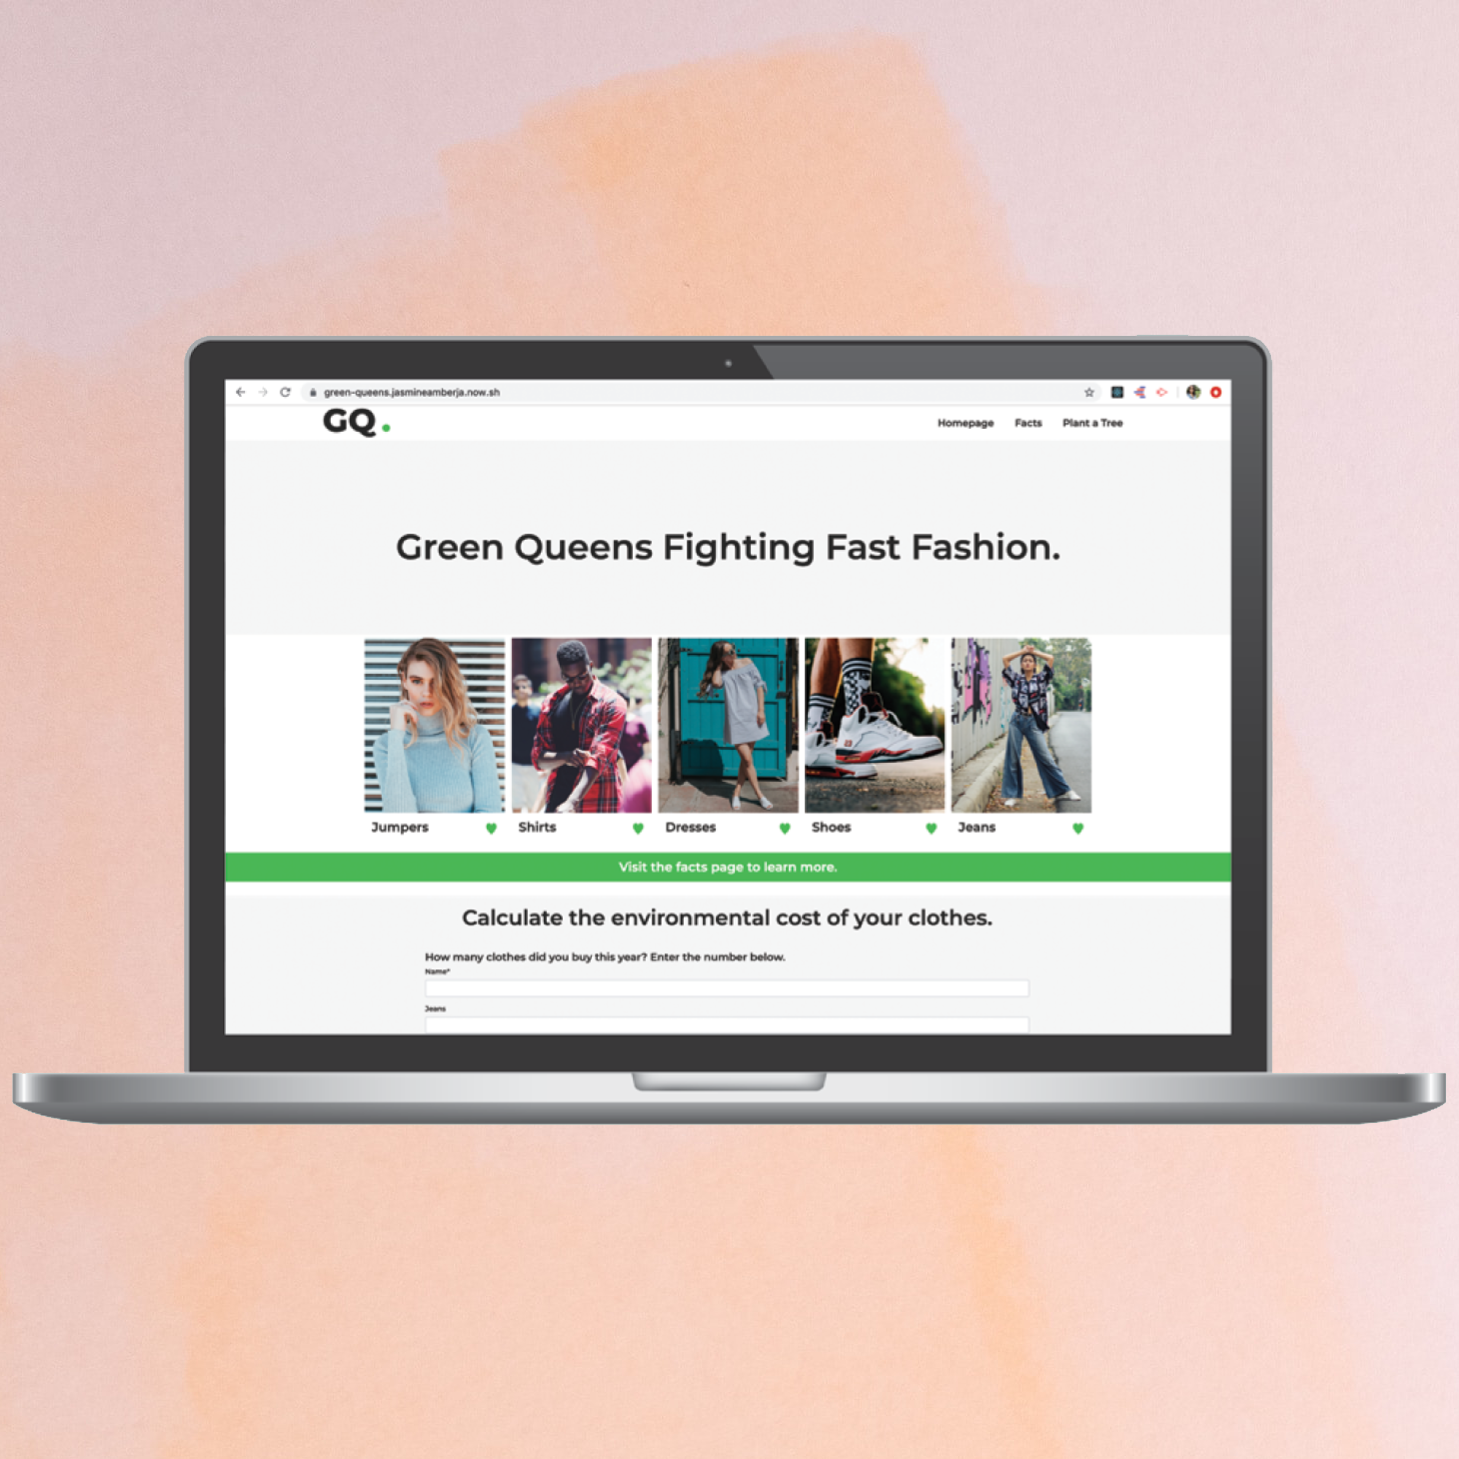 green-queens.jasmineamberja.now.sh
GQ.
Homepage Facts Plant a Tree
Green Queens Fighting Fast Fashion.
Jumpers Shirts Dresses Shoes Jeans
Visit the facts page to learn more.
Calculate the environmental cost of your clothes.
How many clothes did you buy this year? Enter the number below.
Name*
Jeans